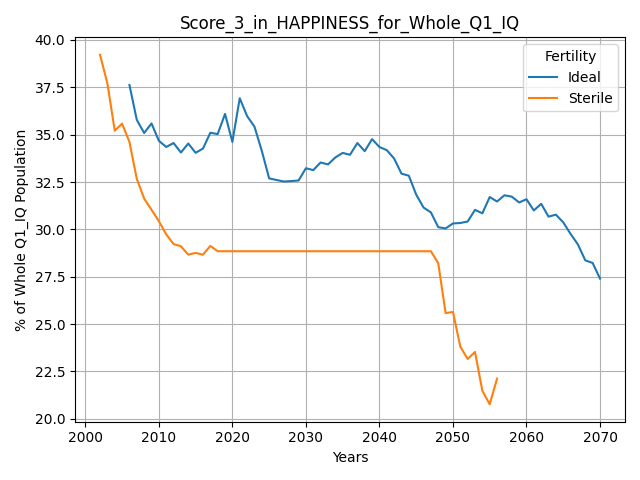 Score_3_in_HAPPINESS_for_Whole_Q1_IQ
Fertility
Ideal
Sterile
% of Whole Q1_IQ Population
40.0
37.5
35.0
32.5
30.0
27.5
25.0
22.5
20.0
2000 2010 2020 2030 2040 2050 2060 2070
Years